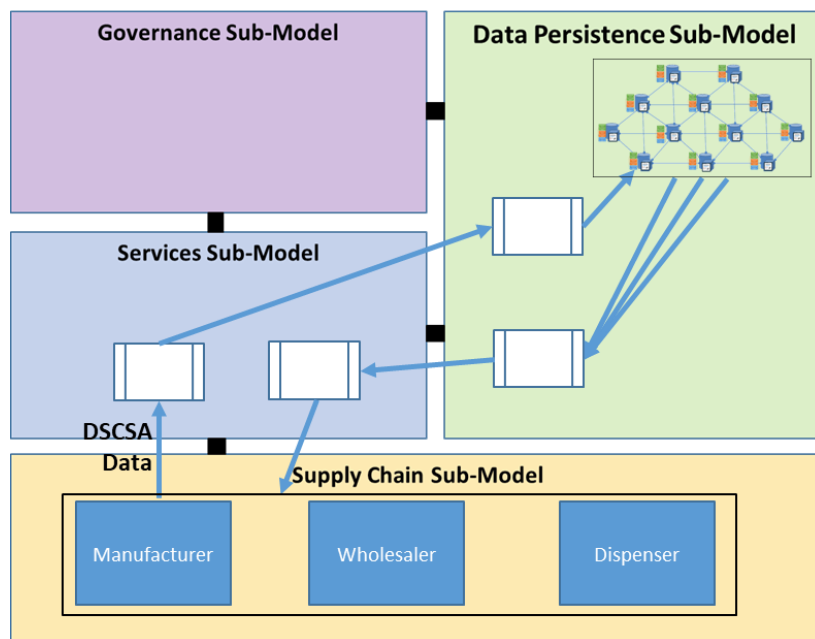 Governance Sub-Model
Data Persistence Sub-Model
Services Sub-Model
DSCSA
Data
Supply Chain Sub-Model
Manufacturer
Wholesaler
Dispenser